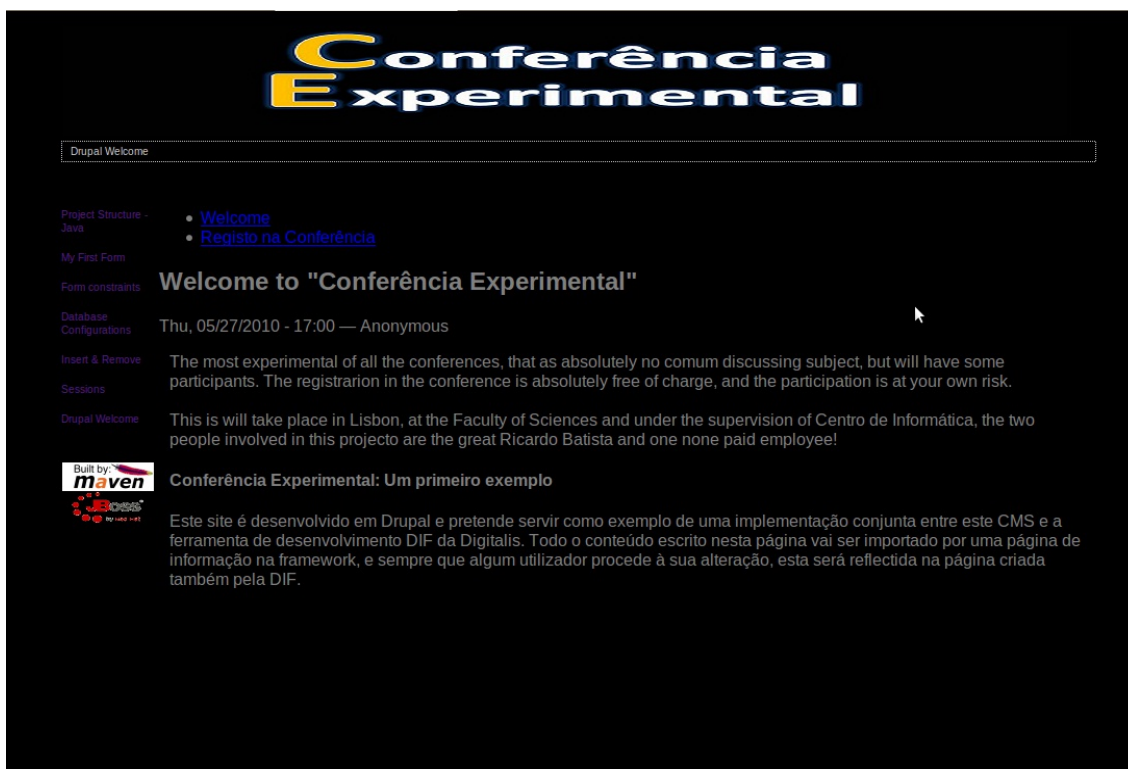 Conferência
Experimental
Drupal Welcome
Project Structure -
Java
My First Form
Form constraints
Database
Configurations
Insert & Remove
Sessions
Drupal Welcome
Built by:
maven
JBoss
by Red Hat
Welcome
Registo na Conferência
Welcome to "Conferência Experimental"
Thu, 05/27/2010 - 17:00 — Anonymous
The most experimental of all the conferences, that as absolutely no comum discussing subject, but will have some
participants. The registrarion in the conference is absolutely free of charge, and the participation is at your own risk.
This is will take place in Lisbon, at the Faculty of Sciences and under the supervision of Centro de Informática, the two
people involved in this projecto are the great Ricardo Batista and one none paid employee!
Conferência Experimental: Um primeiro exemplo
Este site é desenvolvido em Drupal e pretende servir como exemplo de uma implementação conjunta entre este CMS e a
ferramenta de desenvolvimento DIF da Digitalis. Todo o conteúdo escrito nesta página vai ser importado por uma página de
informação na framework, e sempre que algum utilizador procede à sua alteração, esta será reflectida na página criada
também pela DIF.